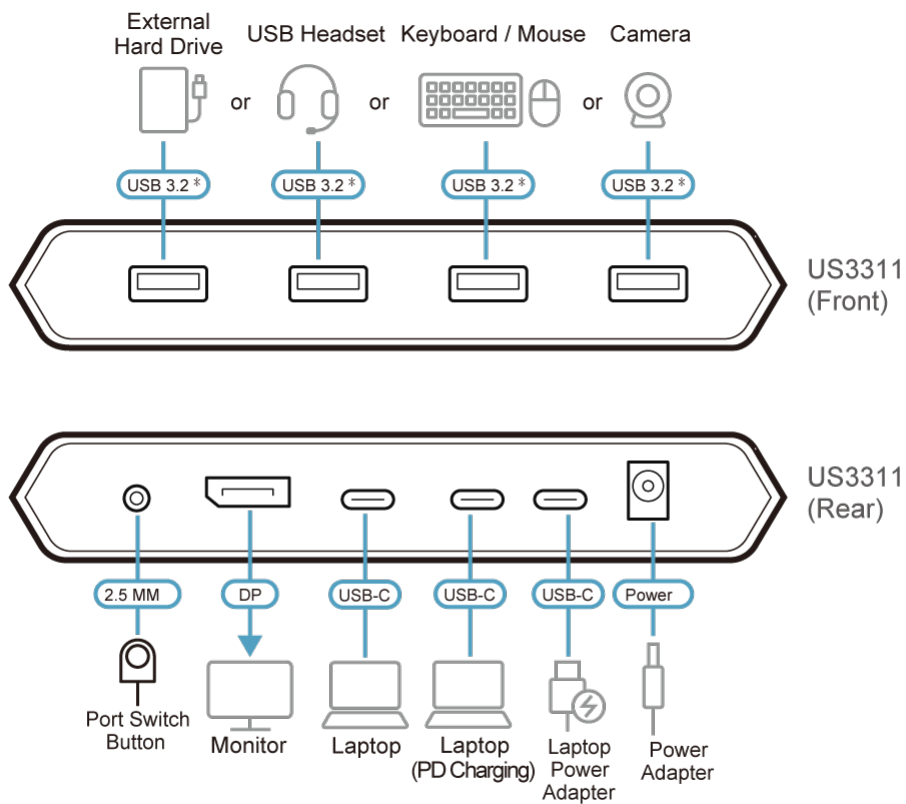 External
Hard Drive
USB Headset
Keyboard / Mouse
Camera
or
or
or
USB 3.2 *
USB 3.2 *
USB 3.2 *
USB 3.2 *
US3311
(Front)
US3311
(Rear)
2.5 MM
DP
USB-C
USB-C
USB-C
Power
Port Switch
Button
Monitor
Laptop
Laptop
(PD Charging)
Laptop
Power
Adapter
Power
Adapter